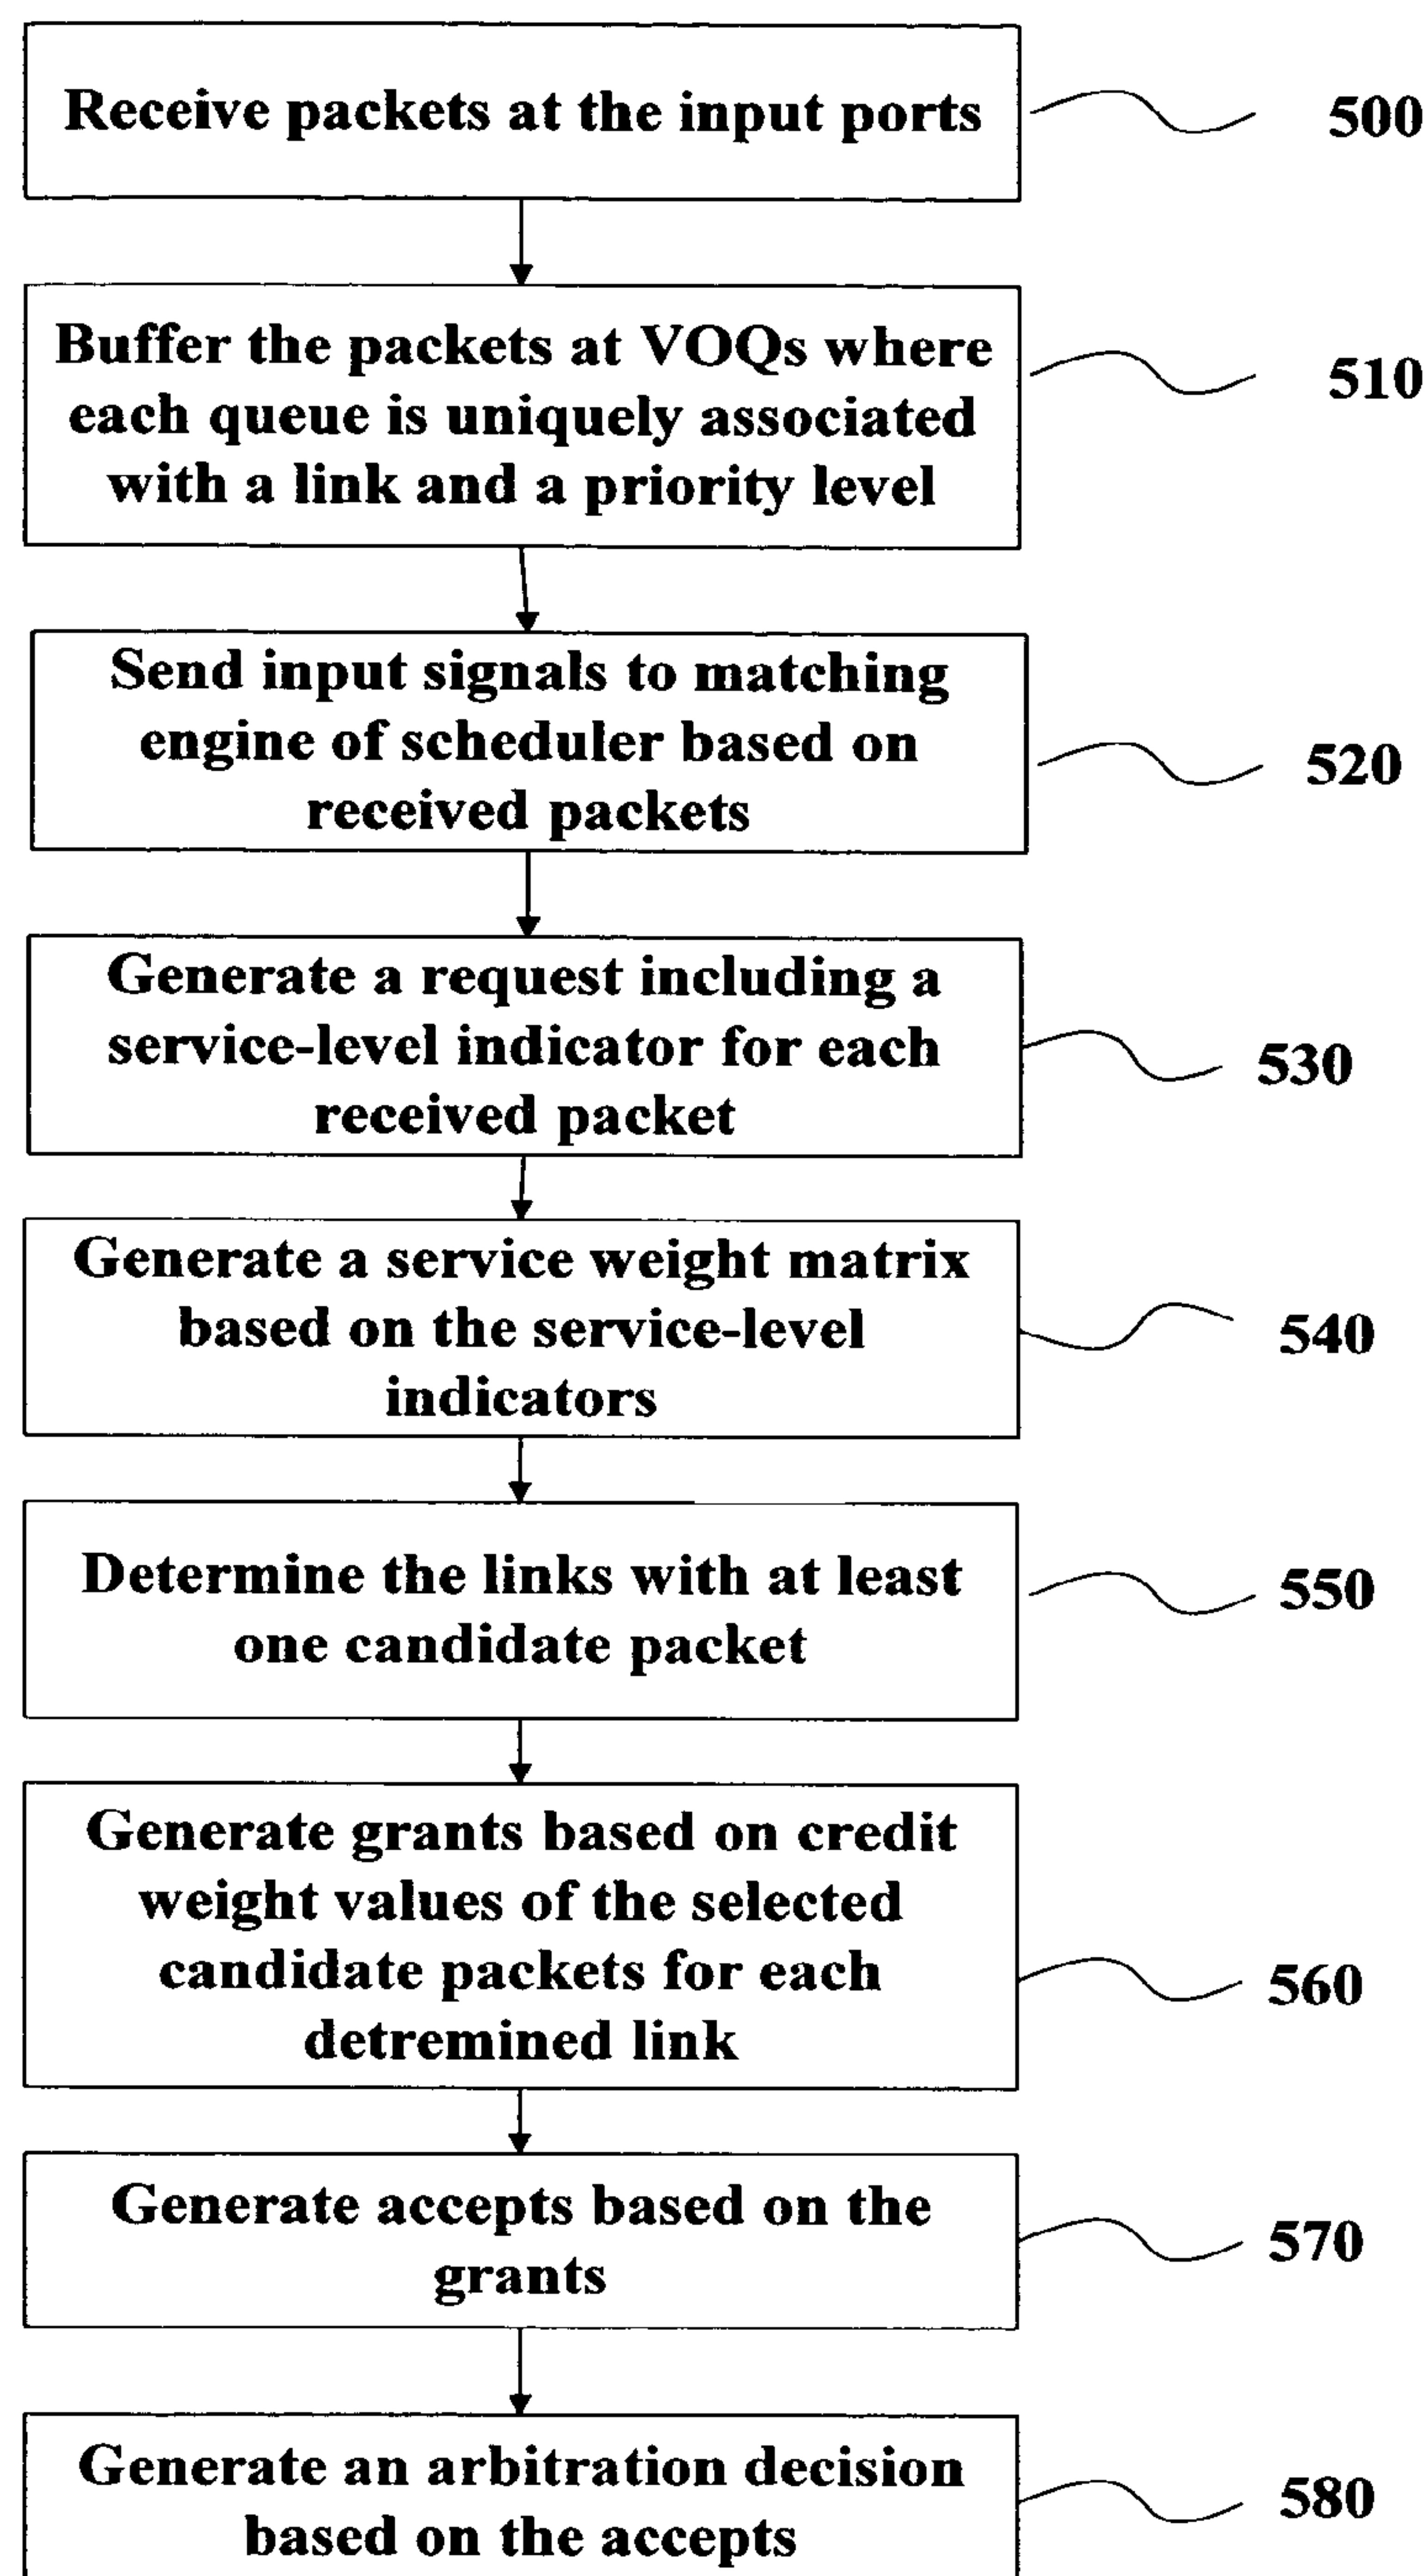 Receive packets at the input ports
500
Buffer the packets at VOQs where
each queue is uniquely associated
with a link and a priority level
510
Send input signals to matching
engine of scheduler based on
received packets
520
Generate a request including a
service-level indicator for each
received packet
530
Generate a service weight matrix
based on the service-level
indicators
540
Determine the links with at least
one candidate packet
550
Generate grants based on credit
weight values of the selected
candidate packets for each
detremined link
560
Generate accepts based on the
grants
570
Generate an arbitration decision
based on the accepts
580